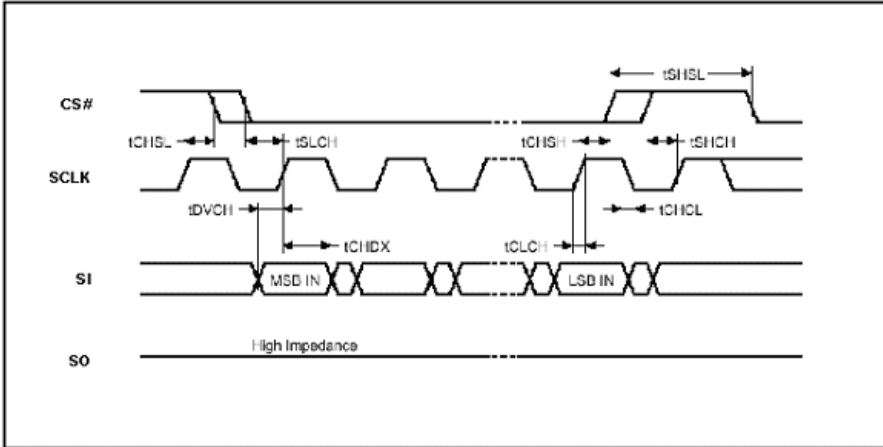 tSHSL
CS#
tCHSL
tSLCH
tCHSH
tSHCH
SCLK
tDVCH
tCHCL
tCHDX
tCLCH
SI
MSB IN
LSB IN
High Impedance
SO